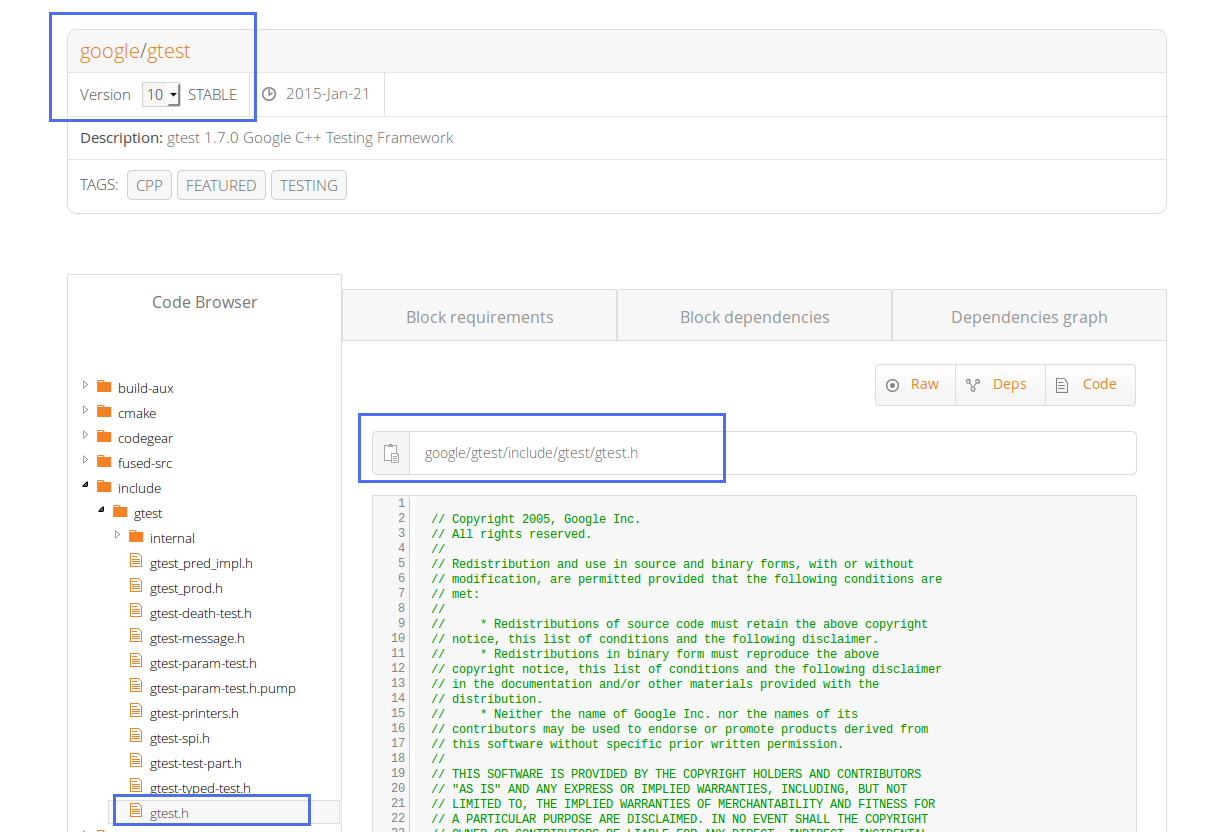 google/gtest
Version 10 STABLE 2015-Jan-21
Description: gtest 1.7.0 Google C++ Testing Framework
TAGS: CPP FEATURED TESTING
Code Browser
Block requirements
Block dependencies
Dependencies graph
build-aux
cmake
codegear
fused-src
include
gtest
internal
gtest_pred_impl.h
gtest_prod.h
gtest-death-test.h
gtest-message.h
gtest-param-test.h
gtest-param-test.h.pump
gtest-printers.h
gtest-spi.h
gtest-test-part.h
gtest-typed-test.h
gtest.h
Raw Deps Code
google/gtest/include/gtest/gtest.h
1
2 // Copyright 2005, Google Inc.
3 // All rights reserved.
4 //
5 // Redistribution and use in source and binary forms, with or without
6 // modification, are permitted provided that the following conditions are
7 // met:
8 //
9 //     * Redistributions of source code must retain the above copyright
10 // notice, this list of conditions and the following disclaimer.
11 //     * Redistributions in binary form must reproduce the above
12 // copyright notice, this list of conditions and the following disclaimer
13 // in the documentation and/or other materials provided with the
14 // distribution.
15 //     * Neither the name of Google Inc. nor the names of its
16 // contributors may be used to endorse or promote products derived from
17 // this software without specific prior written permission.
18 //
19 // THIS SOFTWARE IS PROVIDED BY THE COPYRIGHT HOLDERS AND CONTRIBUTORS
20 // "AS IS" AND ANY EXPRESS OR IMPLIED WARRANTIES, INCLUDING, BUT NOT
21 // LIMITED TO, THE IMPLIED WARRANTIES OF MERCHANTABILITY AND FITNESS FOR
22 // A PARTICULAR PURPOSE ARE DISCLAIMED. IN NO EVENT SHALL THE COPYRIGHT